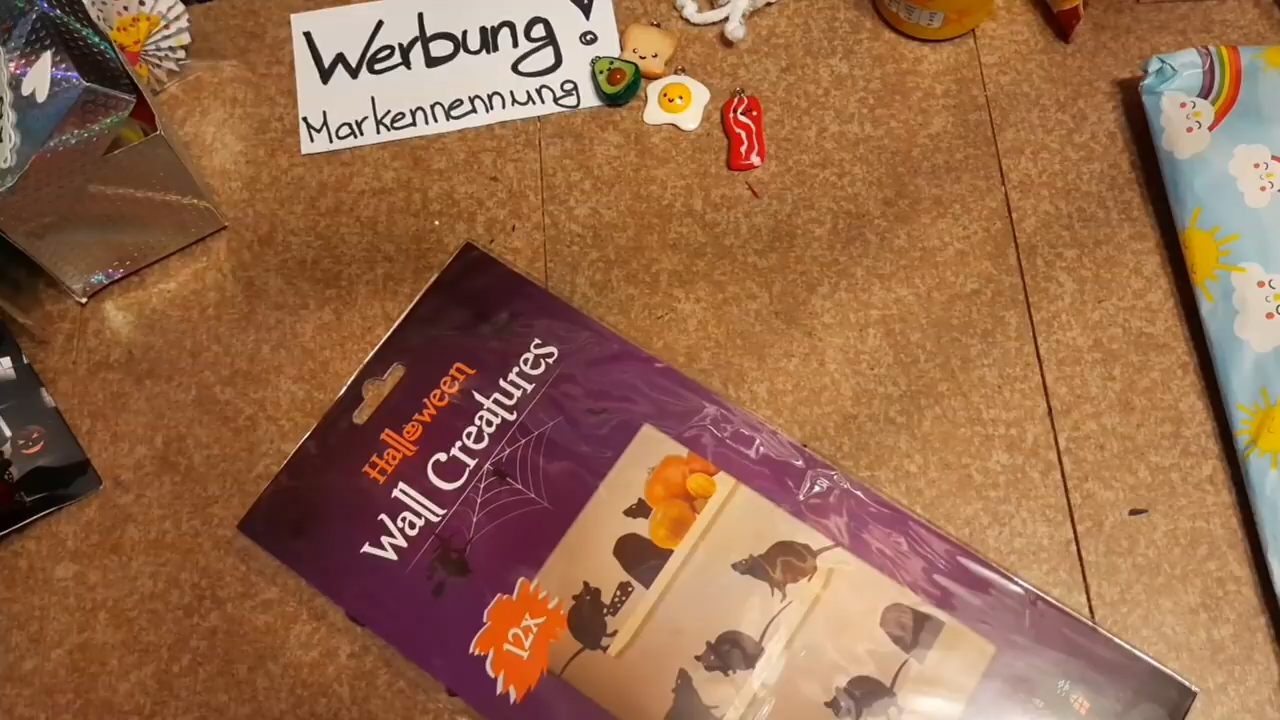 Werbung!
Markennennung
Halloween
Wall Creatures
12x